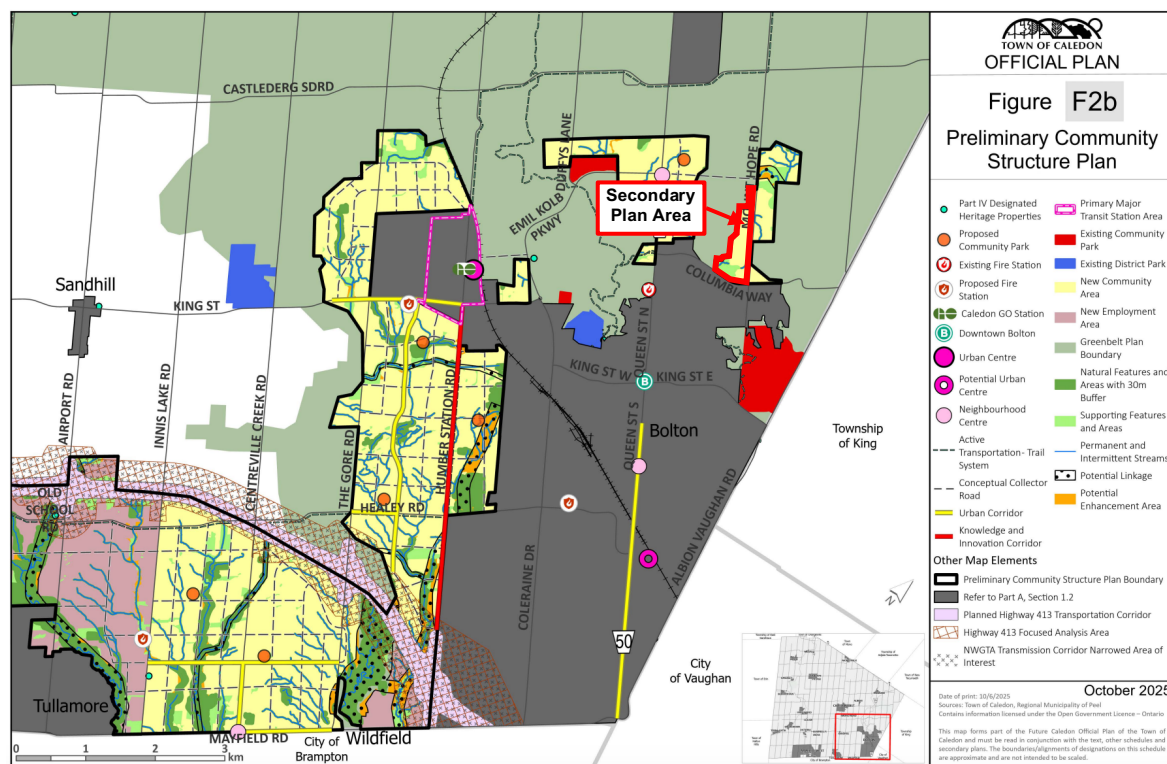 CASTLEDERG SDRD
DUFFYS LANE
EMIL KOLB
PKWY
MOUNT HOPE RD
Secondary
Plan Area
COLUMBIA WAY
Sandhill
KING ST
AIRPORT RD
INNIS LAKE RD
CENTREVILLE CREEK RD
THE GORE RD
HUMBER STATION RD
HEALEY RD
COLERAINE DR
QUEEN ST N
KING ST W
KING ST E
B
QUEEN ST S
Bolton
ALBION VAUGHAN RD
Township
of King
OLD
SCHOOL
50
City
of Vaughan
N
Tullamore
MAYFIELD RD
Wildfield
City of
Brampton
0 1 2 3
km
TOWN OF CALEDON
OFFICIAL PLAN
Figure F2b
Preliminary Community
Structure Plan
Part IV Designated
Heritage Properties
Proposed
Community Park
Existing Fire Station
Proposed Fire
Station
Caledon GO Station
B
Downtown Bolton
Urban Centre
Potential Urban
Centre
Neighbourhood
Centre
Active
Transportation - Trail
System
Conceptual Collector
Road
Urban Corridor
Knowledge and
Innovation Corridor
Primary Major
Transit Station Area
Existing Community
Park
Existing District Park
New Community
Area
New Employment
Area
Greenbelt Plan
Boundary
Natural Features and
Areas with 30m
Buffer
Supporting Features
and Areas
Permanent and
Intermittent Streams
Potential Linkage
Potential
Enhancement Area
Other Map Elements
Preliminary Community Structure Plan Boundary
Refer to Part A, Section 1.2
Planned Highway 413 Transportation Corridor
Highway 413 Focused Analysis Area
NWGTA Transmission Corridor Narrowed Area of
Interest
October 2025
Date of print: 10/6/2025
Sources: Town of Caledon, Regional Municipality of Peel
Contains information licensed under the Open Government Licence – Ontario
This map forms part of the Future Caledon Official Plan of the Town of
Caledon and must be read in conjunction with the text, other schedules and
secondary plans. The boundaries/alignments of designations on this schedule
are approximate and are not intended to be scaled.